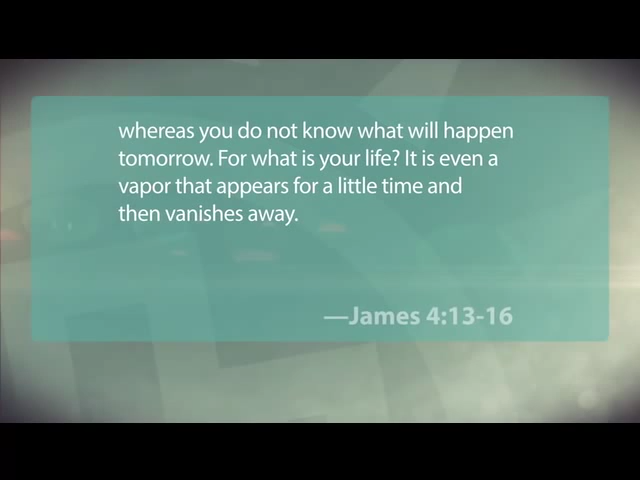 whereas you do not know what will happen
tomorrow. For what is your life? It is even a
vapor that appears for a little time and
then vanishes away.
—James 4:13-16